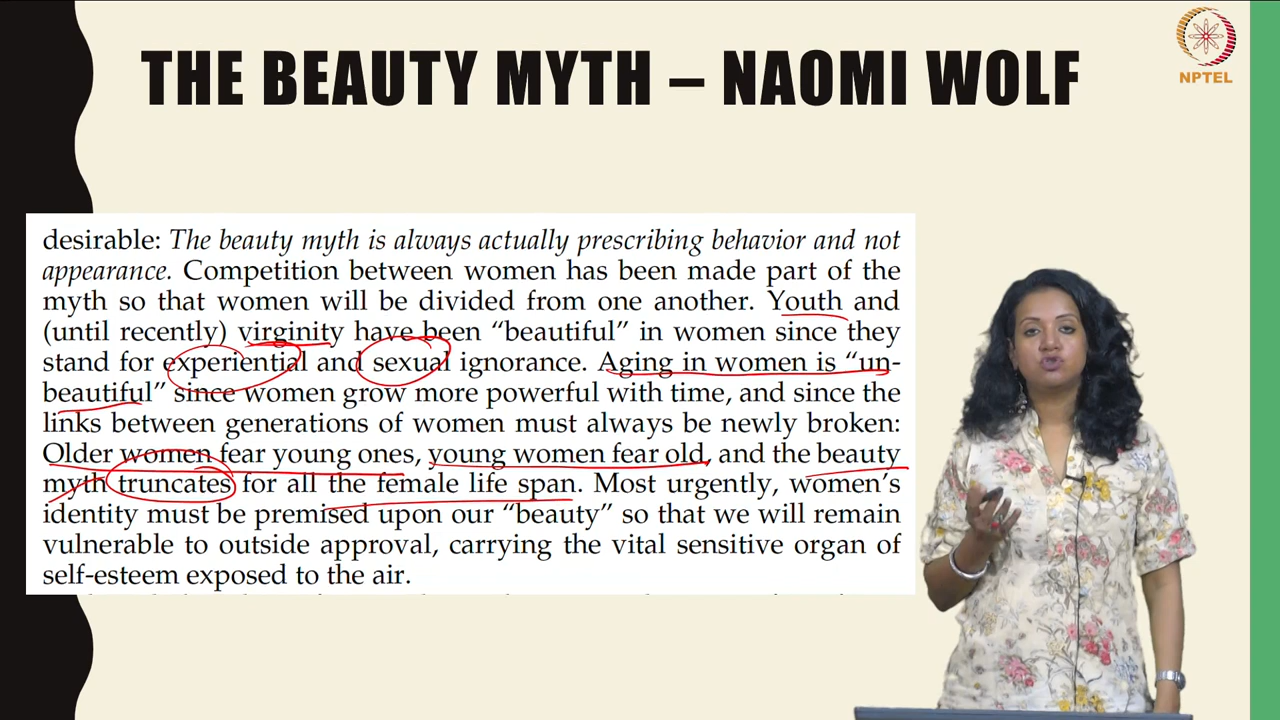 THE BEAUTY MYTH – NAOMI WOLF
NPTEL
desirable: The beauty myth is always actually prescribing behavior and not
appearance. Competition between women has been made part of the
myth so that women will be divided from one another. Youth and
(until recently) virginity have been “beautiful” in women since they
stand for experiential and sexual ignorance. Aging in women is “un-
beautiful” since women grow more powerful with time, and since the
links between generations of women must always be newly broken:
Older women fear young ones, young women fear old, and the beauty
myth truncates for all the female life span. Most urgently, women’s
identity must be premised upon our “beauty” so that we will remain
vulnerable to outside approval, carrying the vital sensitive organ of
self-esteem exposed to the air.